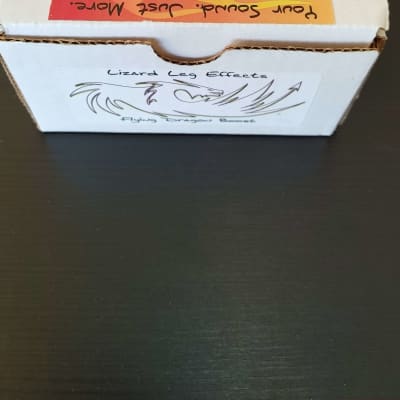 Your Sound. Just More.
Lizard Leg Effects
Flying Dragon Boost